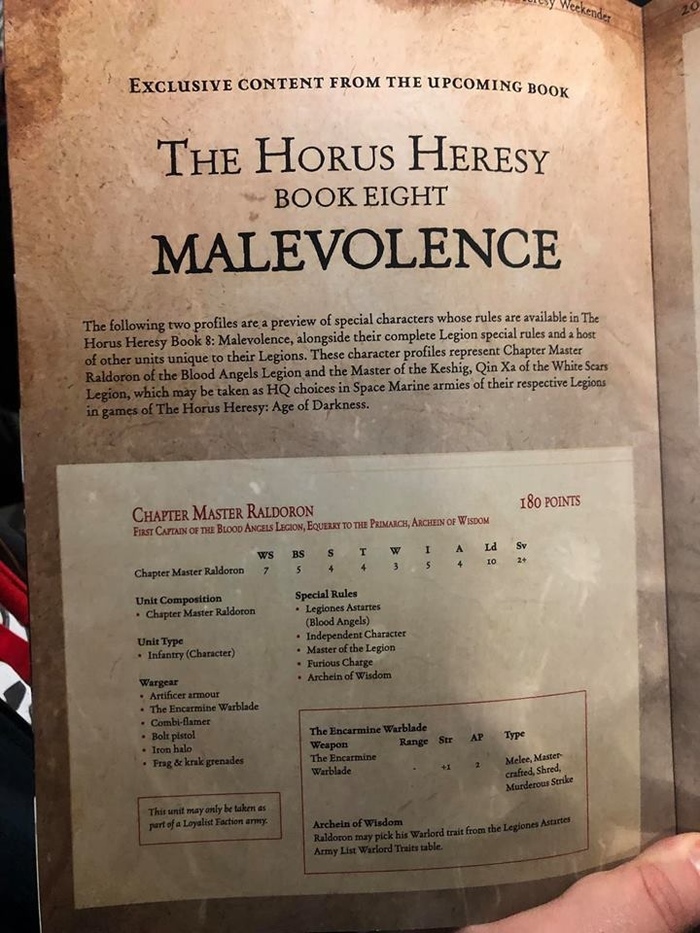 Heresy Weekender
20
EXCLUSIVE CONTENT FROM THE UPCOMING BOOK
THE HORUS HERESY
BOOK EIGHT
MALEVOLENCE
The following two profiles are a preview of special characters whose rules are available in The
Horus Heresy Book 8: Malevolence, alongside their complete Legion special rules and a host
of other units unique to their Legions. These character profiles represent Chapter Master
Raldoron of the Blood Angels Legion and the Master of the Keshig, Qin Xa of the White Scars
Legion, which may be taken as HQ choices in Space Marine armies of their respective Legions
in games of The Horus Heresy: Age of Darkness.
CHAPTER MASTER RALDORON 180 POINTS
FIRST CAPTAIN OF THE BLOOD ANGELS LEGION, EQUERRY TO THE PRIMARCH, ARCHEIN OF WISDOM
WS BS S T W I A Ld Sv
Chapter Master Raldoron 7 5 4 4 3 5 4 10 2+
Unit Composition
• Chapter Master Raldoron
Unit Type
• Infantry (Character)
Wargear
• Artificer armour
• The Encarmine Warblade
• Combi-flamer
• Bolt pistol
• Iron halo
• Frag & krak grenades
This unit may only be taken as
part of a Loyalist Faction army.
Special Rules
• Legiones Astartes
(Blood Angels)
• Independent Character
• Master of the Legion
• Furious Charge
• Archein of Wisdom
The Encarmine Warblade
Weapon Range Str AP Type
The Encarmine
Warblade - +1 2 Melee, Master-
crafted, Shred,
Murderous Strike
Archein of Wisdom
Raldoron may pick his Warlord trait from the Legiones Astartes
Army List Warlord Traits table.